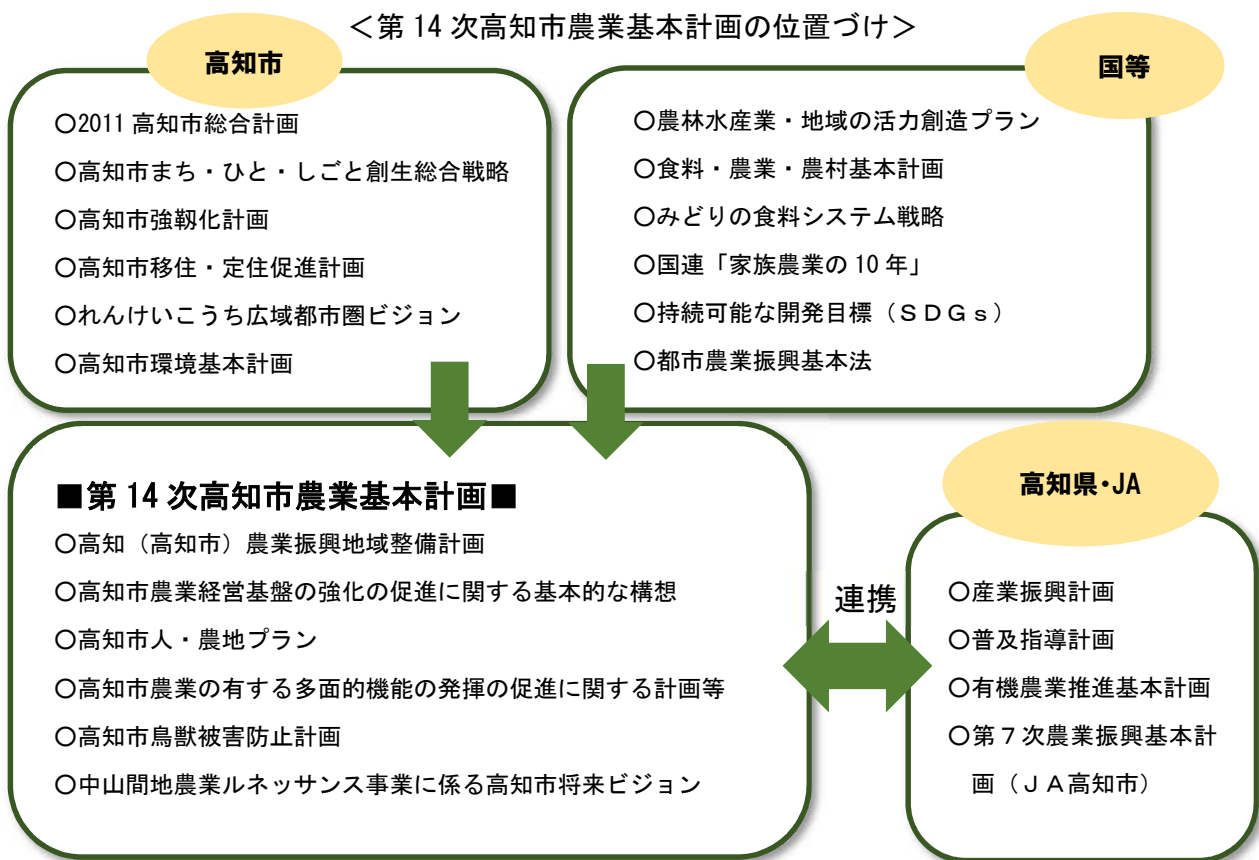 ＜第 14 次高知市農業基本計画の位置づけ＞
高知市
〇2011 高知市総合計画
〇高知市まち・ひと・しごと創生総合戦略
〇高知市強靱化計画
〇高知市移住・定住促進計画
〇れんけいこうち広域都市圏ビジョン
〇高知市環境基本計画
国等
〇農林水産業・地域の活力創造プラン
〇食料・農業・農村基本計画
〇みどりの食料システム戦略
〇国連「家族農業の 10 年」
〇持続可能な開発目標（ＳＤＧｓ）
〇都市農業振興基本法
■第 14 次高知市農業基本計画■
〇高知（高知市）農業振興地域整備計画
〇高知市農業経営基盤の強化の促進に関する基本的な構想
〇高知市人・農地プラン
〇高知市農業の有する多面的機能の発揮の促進に関する計画等
〇高知市鳥獣被害防止計画
〇中山間地農業ルネッサンス事業に係る高知市将来ビジョン
連携
高知県・JA
〇産業振興計画
〇普及指導計画
〇有機農業推進基本計画
〇第７次農業振興基本計
画（ＪＡ高知市）